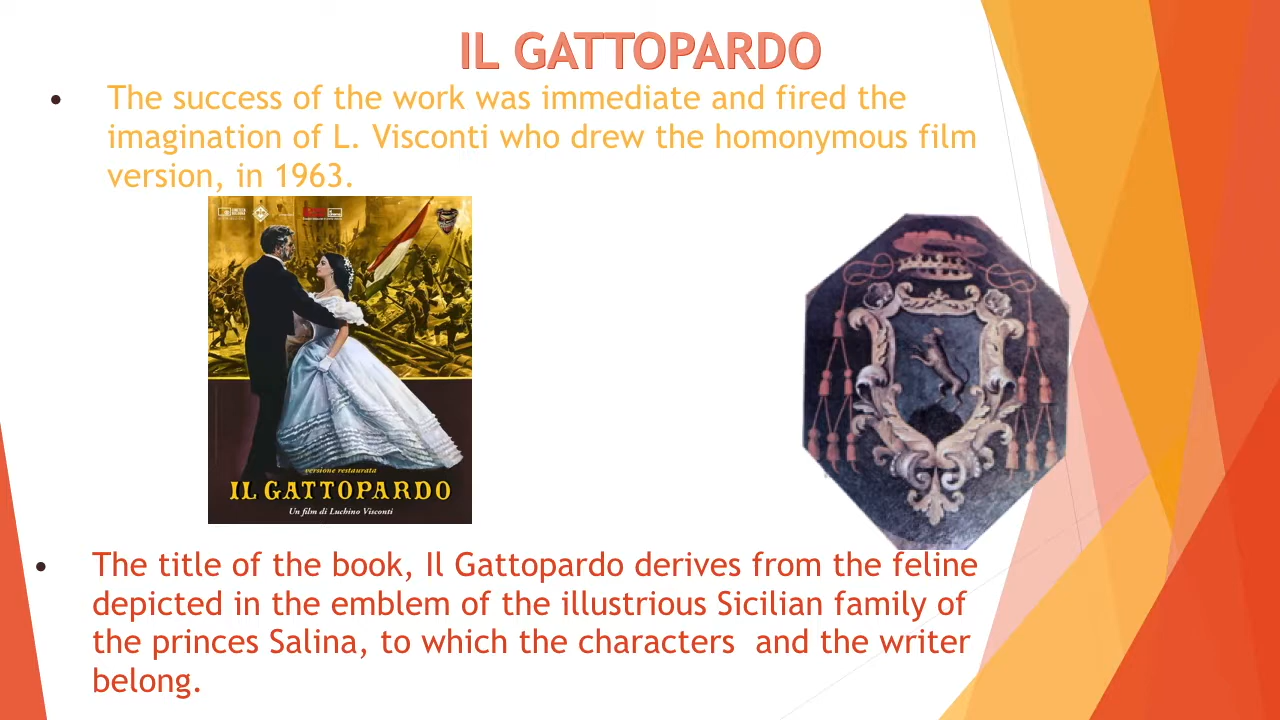 IL GATTOPARDO
• The success of the work was immediate and fired the
imagination of L. Visconti who drew the homonymous film
version, in 1963.
versione restaurata
IL GATTOPARDO
Un film di Luchino Visconti
• The title of the book, Il Gattopardo derives from the feline
depicted in the emblem of the illustrious Sicilian family of
the princes Salina, to which the characters  and the writer
belong.